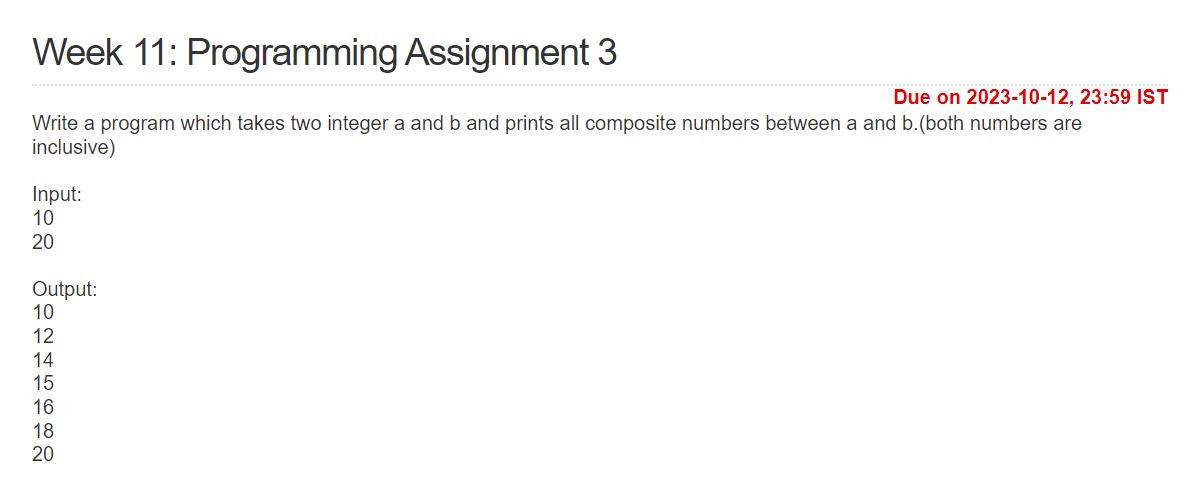 Week 11: Programming Assignment 3
Due on 2023-10-12, 23:59 IST
Write a program which takes two integer a and b and prints all composite numbers between a and b.(both numbers are
inclusive)
Input:
10
20
Output:
10
12
14
15
16
18
20